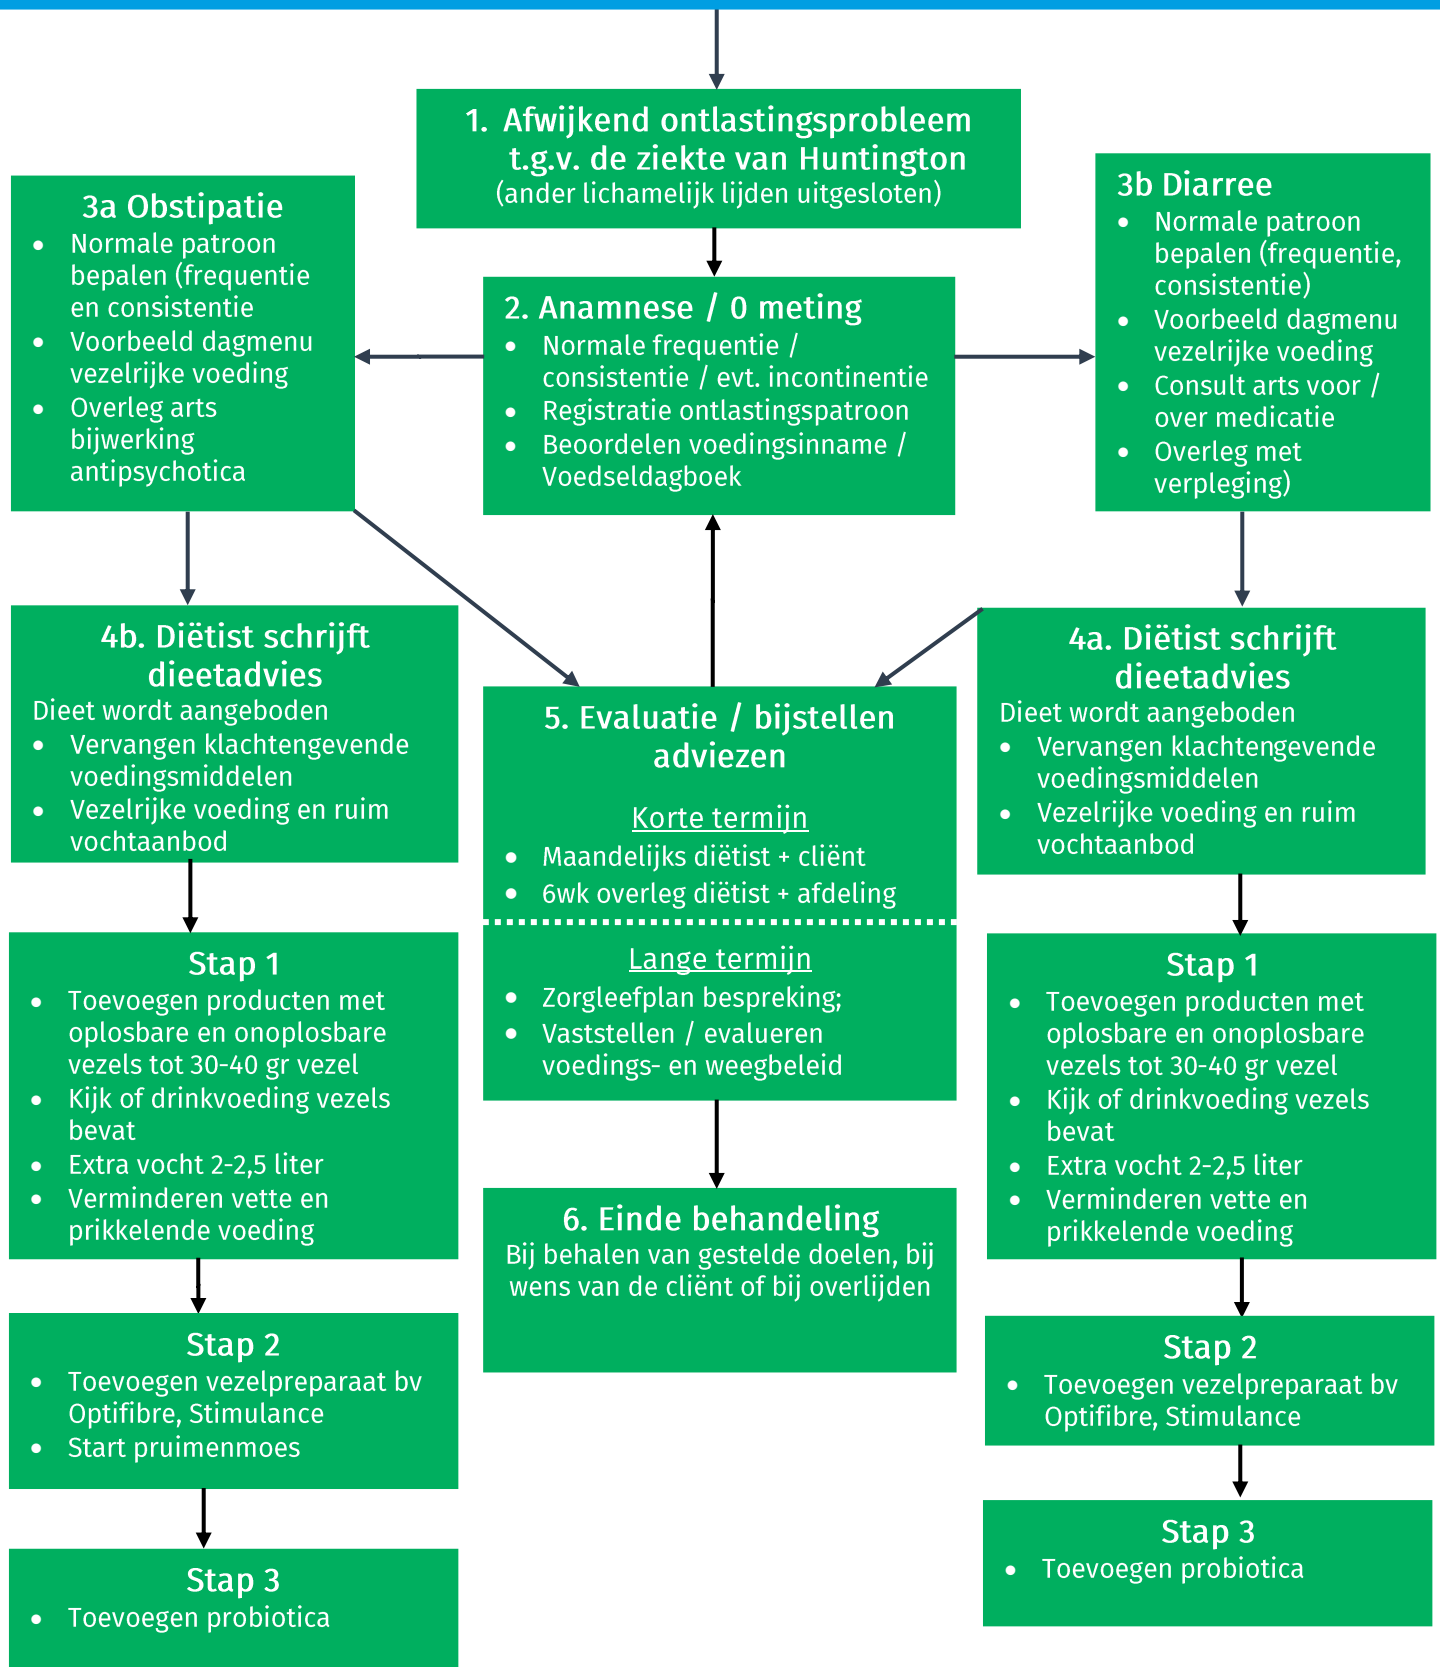 1. Afwijkend ontlastingsprobleem
t.g.v. de ziekte van Huntington
(ander lichamelijk lijden uitgesloten)
2. Anamnese / 0 meting
• Normale frequentie /
consistentie / evt. incontinentie
• Registratie ontlastingspatroon
• Beoordelen voedingsinname /
Voedseldagboek
3a Obstipatie
• Normale patroon
bepalen (frequentie
en consistentie
• Voorbeeld dagmenu
vezelrijke voeding
• Overleg arts
bijwerking
antipsychotica
3b Diarree
• Normale patroon
bepalen (frequentie,
consistentie)
• Voorbeeld dagmenu
vezelrijke voeding
• Consult arts voor /
over medicatie
• Overleg met
verpleging)
4b. Diëtist schrijft
dieetadvies
Dieet wordt aangeboden
• Vervangen klachtengevende
voedingsmiddelen
• Vezelrijke voeding en ruim
vochtaanbod
Stap 1
• Toevoegen producten met
oplosbare en onoplosbare
vezels tot 30-40 gr vezel
• Kijk of drinkvoeding vezels
bevat
• Extra vocht 2-2,5 liter
• Verminderen vette en
prikkelende voeding
Stap 2
• Toevoegen vezelpreparaat bv
Optifibre, Stimulance
• Start pruimenmoes
Stap 3
• Toevoegen probiotica
4a. Diëtist schrijft
dieetadvies
Dieet wordt aangeboden
• Vervangen klachtengevende
voedingsmiddelen
• Vezelrijke voeding en ruim
vochtaanbod
Stap 1
• Toevoegen producten met
oplosbare en onoplosbare
vezels tot 30-40 gr vezel
• Kijk of drinkvoeding vezels
bevat
• Extra vocht 2-2,5 liter
• Verminderen vette en
prikkelende voeding
Stap 2
• Toevoegen vezelpreparaat bv
Optifibre, Stimulance
Stap 3
• Toevoegen probiotica
5. Evaluatie / bijstellen
adviezen
Korte termijn
• Maandelijks diëtist + cliënt
• 6wk overleg diëtist + afdeling
Lange termijn
• Zorgleefplan bespreking;
• Vaststellen / evalueren
voedings- en weegbeleid
6. Einde behandeling
Bij behalen van gestelde doelen, bij
wens van de cliënt of bij overlijden